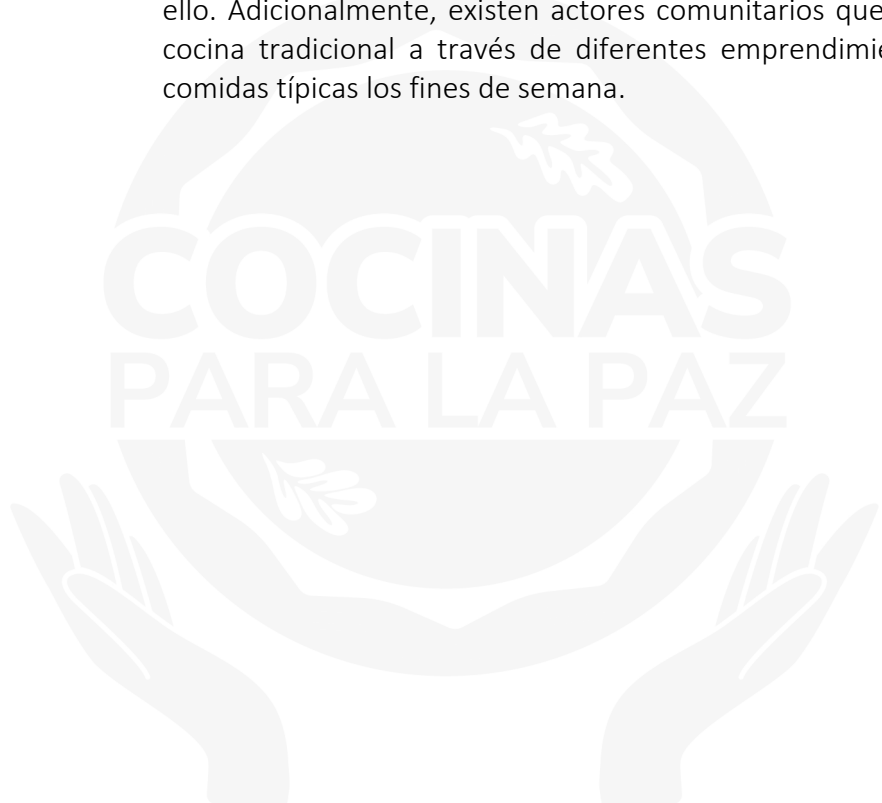 ello. Adicionalmente, existen actores comunitarios que
cocina tradicional a través de diferentes
comidas típicas los fines de semana.
COCINAS
PARA LA PAZ